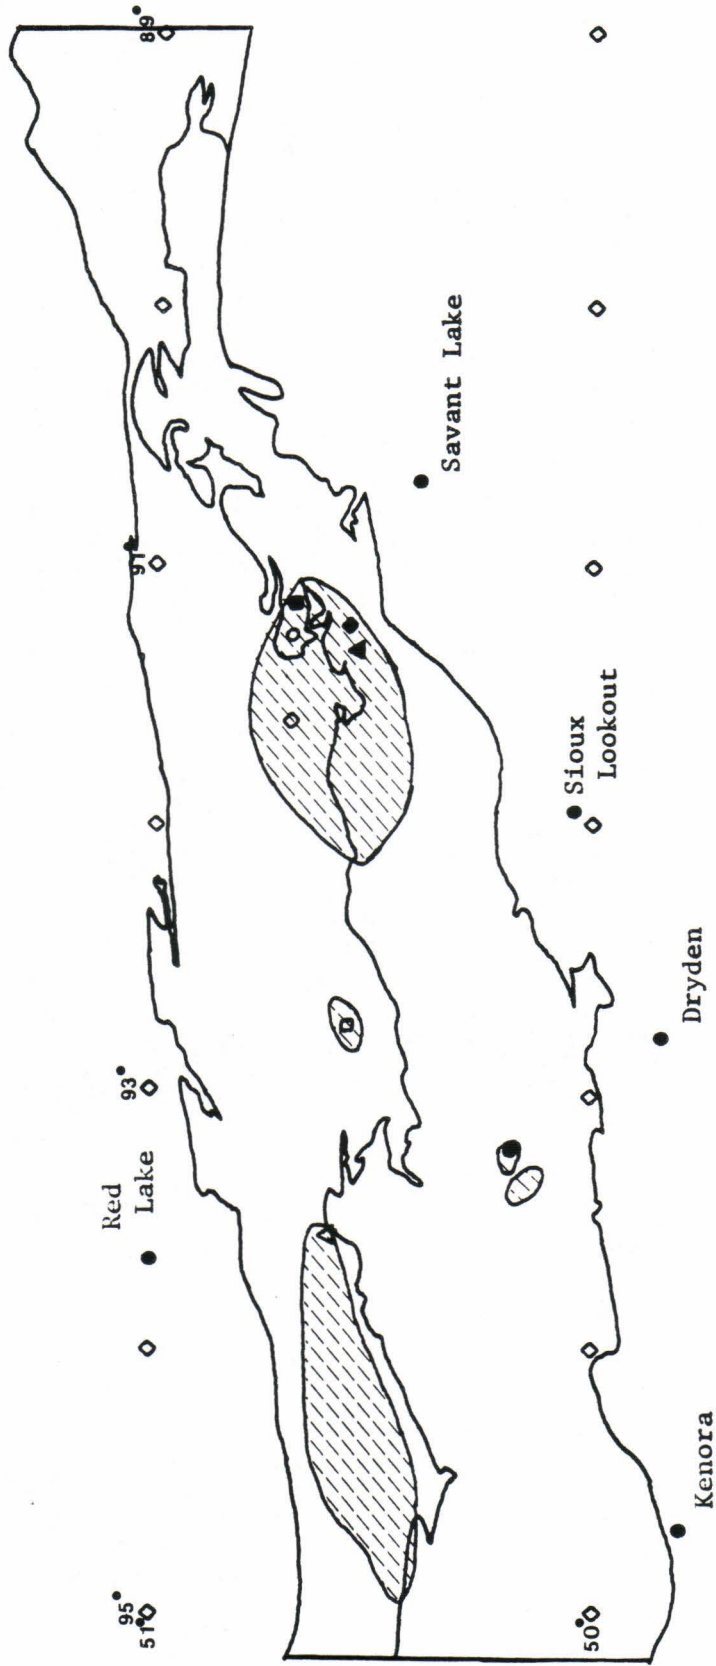 95°
51°
93°
91°
89°
Red
Lake
Savant Lake
Sioux
Lookout
Dryden
Kenora
50°